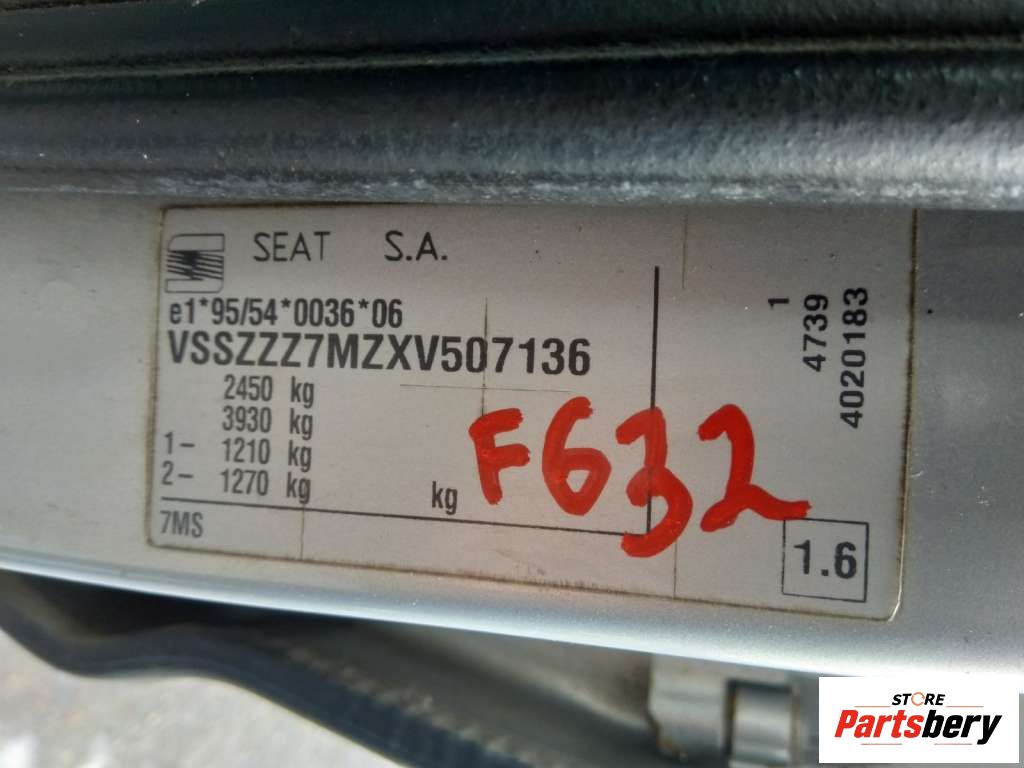 SEAT S.A.
e1*95/54*0036*06
VSSZZZ7MZXV507136
2450 kg
3930 kg
1- 1210 kg
2- 1270 kg
kg
7MS
F632
1
4739
4020183
1.6
STORE
Partsbery